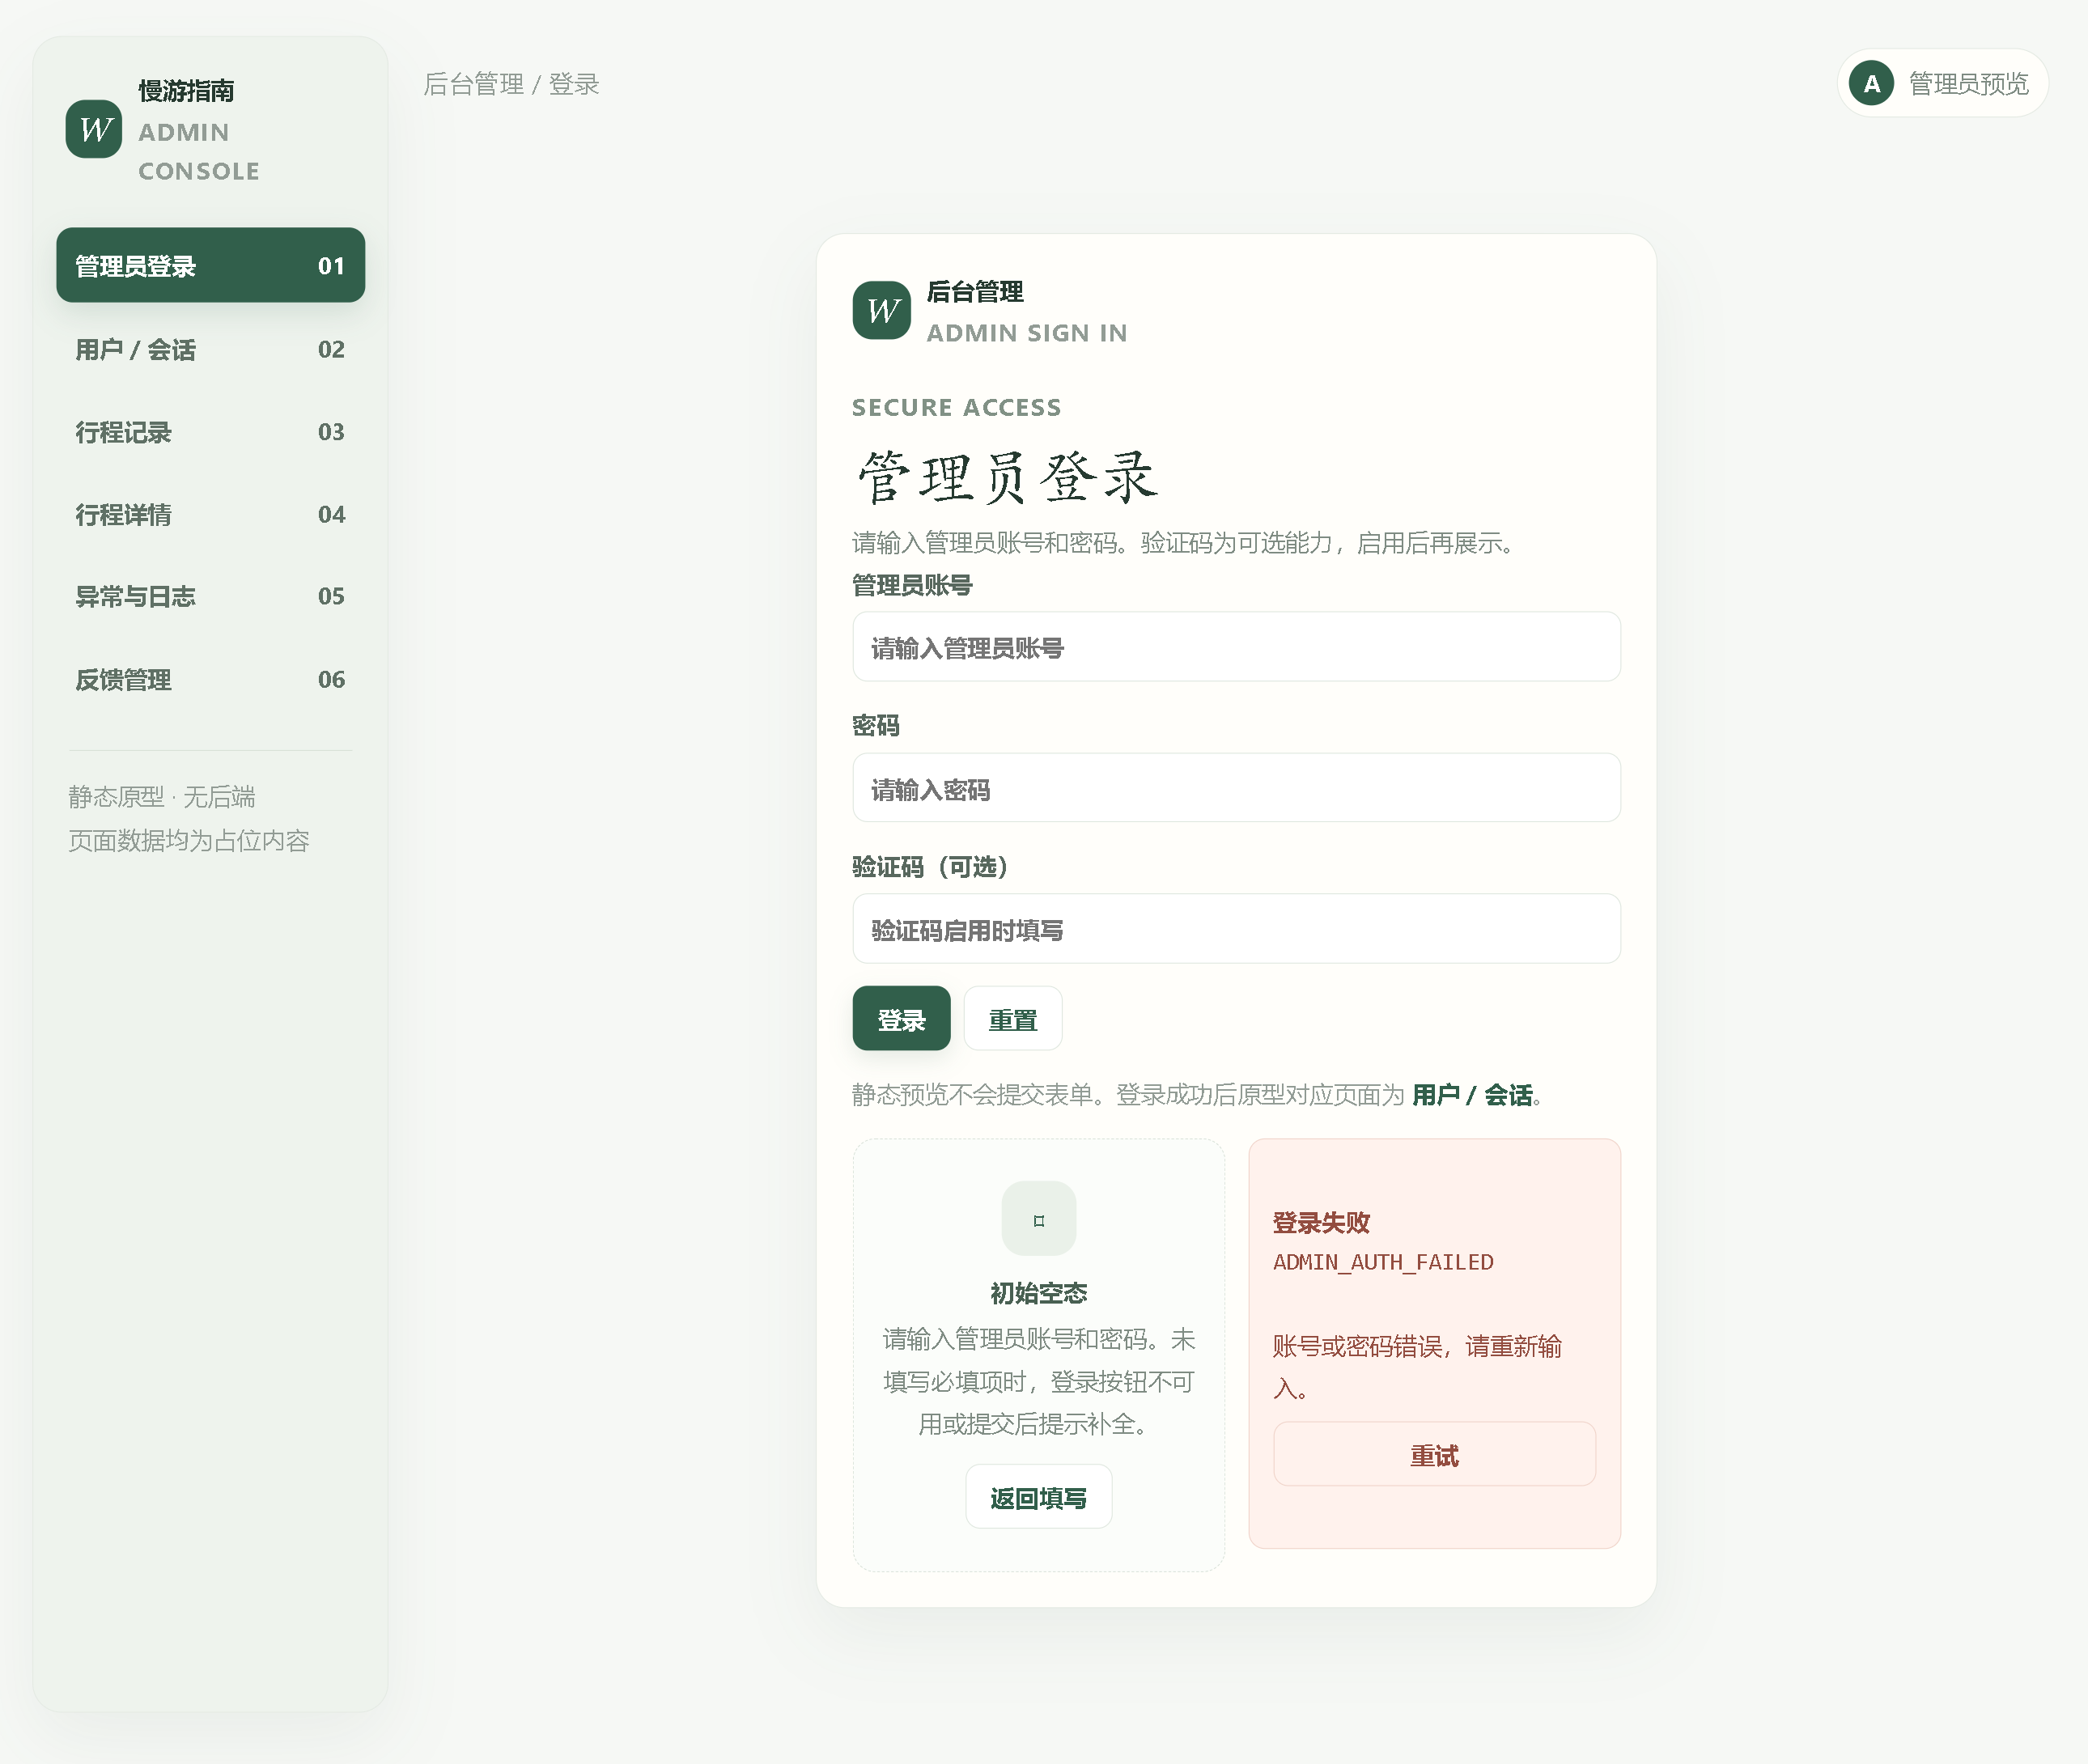 W
慢游指南
ADMIN
CONSOLE
管理员登录 01
用户 / 会话 02
行程记录 03
行程详情 04
异常与日志 05
反馈管理 06
静态原型 · 无后端
页面数据均为占位内容
后台管理 / 登录
A 管理员预览
W
后台管理
ADMIN SIGN IN
SECURE ACCESS
管理员登录
请输入管理员账号和密码。验证码为可选能力，启用后再展示。
管理员账号
请输入管理员账号
密码
请输入密码
验证码（可选）
验证码启用时填写
登录 重置
静态预览不会提交表单。登录成功后原型对应页面为 用户 / 会话。
初始空态
请输入管理员账号和密码。未
填写必填项时，登录按钮不可
用或提交后提示补全。
返回填写
登录失败
ADMIN_AUTH_FAILED
账号或密码错误，请重新输
入。
重试